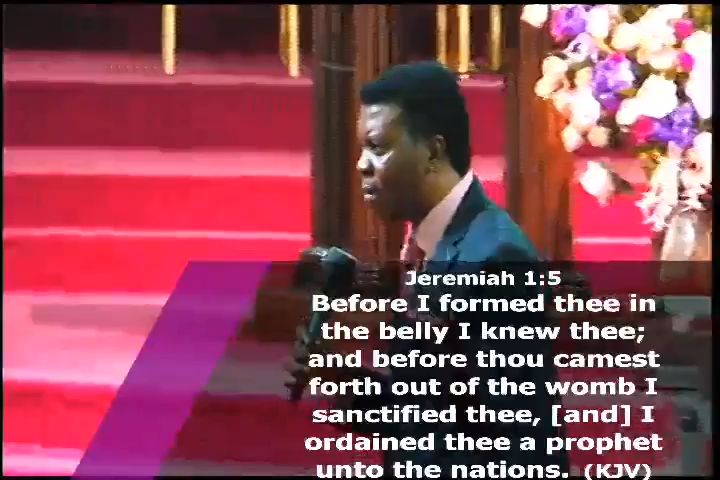 Jeremiah 1:5
Before I formed thee in
the belly I knew thee;
and before thou camest
forth out of the womb I
sanctified thee, [and] I
ordained thee a prophet
unto the nations. (KJV)